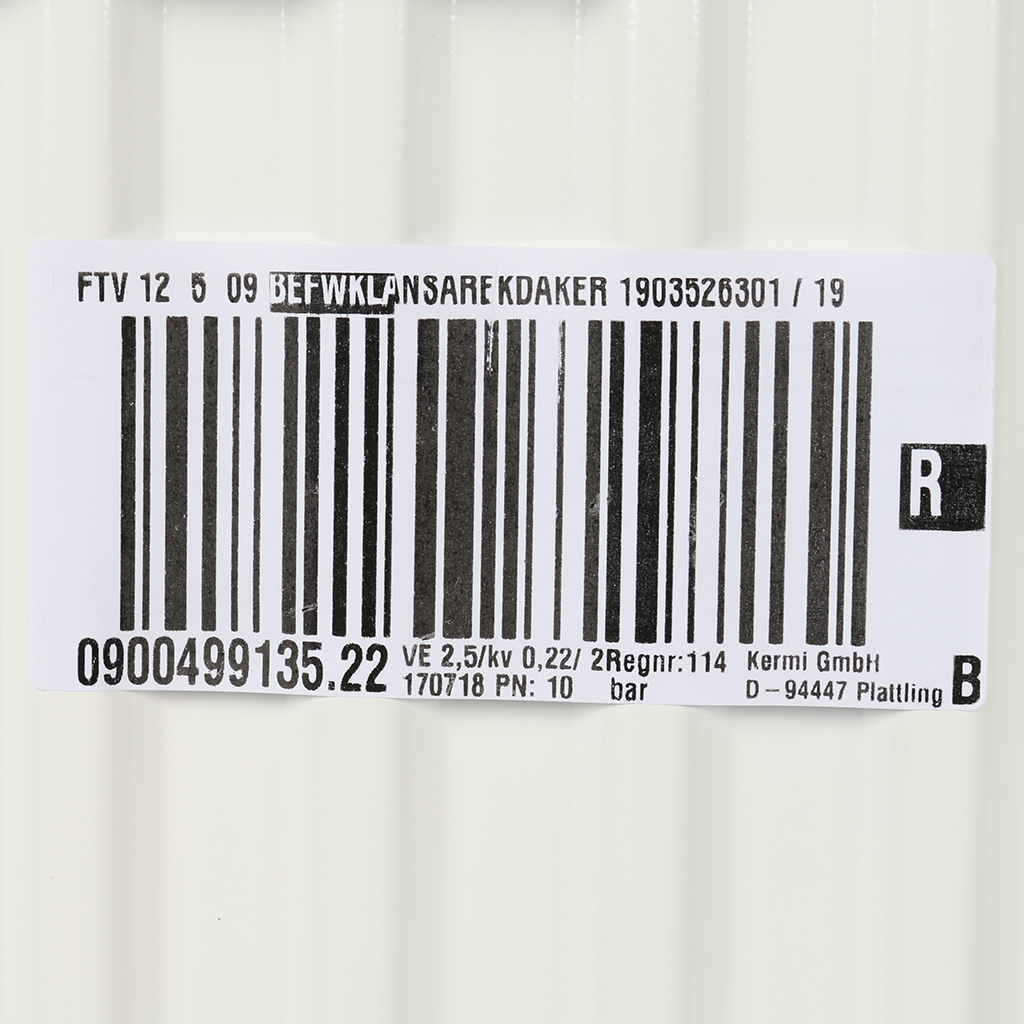 FTV 12 5 09 BEFWKLANSAREKDAKER 1903526301 / 19
R
0900499135.22
VE 2,5/kv 0,22/ 2Regnr:114
170718 PN: 10 bar
Kermi GmbH
D-94447 Plattling
B